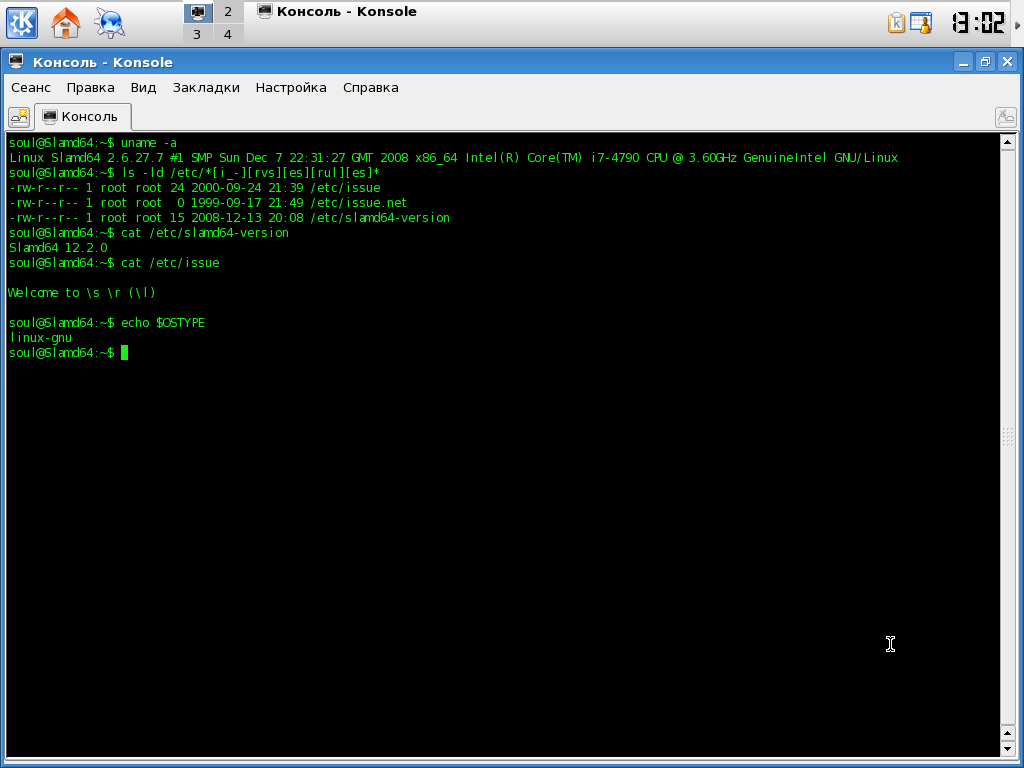 2
3
4
Консоль - Konsole
13:02
Консоль - Konsole
Сеанс Правка Вид Закладки Настройка Справка
Консоль
soul@Slamd64:~$ uname -a
Linux Slamd64 2.6.27.7 #1 SMP Sun Dec 7 22:31:27 GMT 2008 x86_64 Intel(R) Core(TM) i7-4790 CPU @ 3.60GHz GenuineIntel GNU/Linux
soul@Slamd64:~$ ls -ld /etc/*[i_-][rvs][es][rul][es]*
-rw-r--r-- 1 root root 24 2000-09-24 21:39 /etc/issue
-rw-r--r-- 1 root root  0 1999-09-17 21:49 /etc/issue.net
-rw-r--r-- 1 root root 15 2008-12-13 20:08 /etc/slamd64-version
soul@Slamd64:~$ cat /etc/slamd64-version
Slamd64 12.2.0
soul@Slamd64:~$ cat /etc/issue
Welcome to \s \r (\l)
soul@Slamd64:~$ echo $OSTYPE
linux-gnu
soul@Slamd64:~$